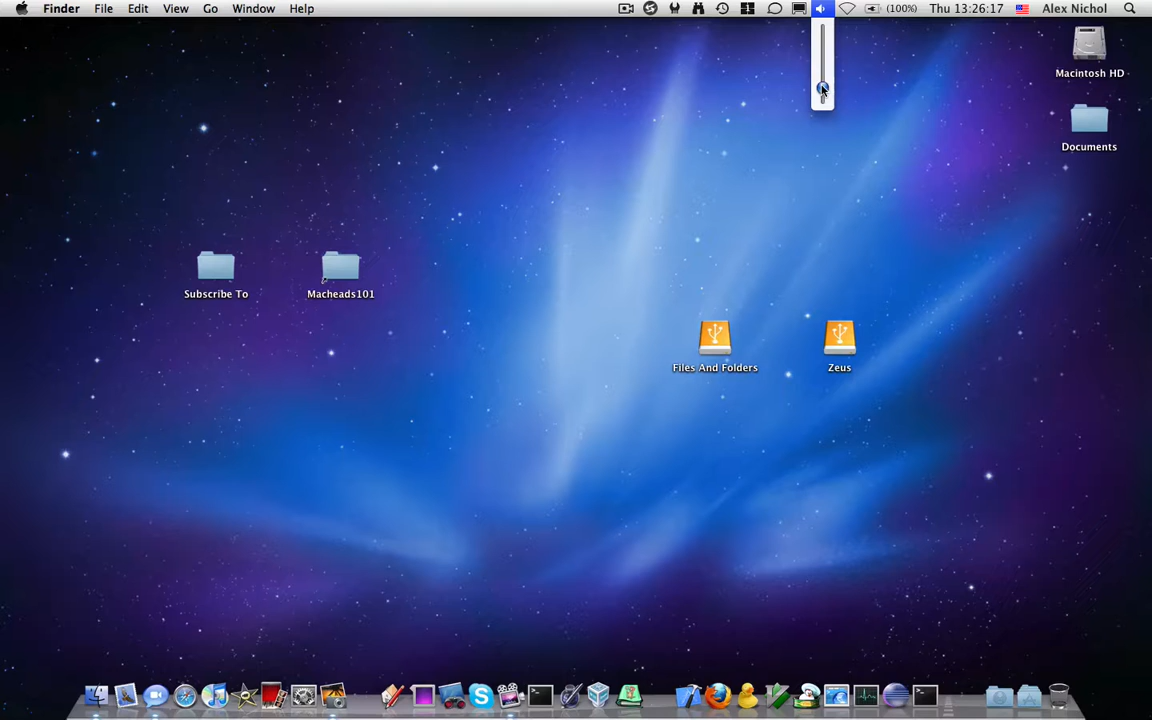 Finder File Edit View Go Window Help (100%) Thu 13:26:17 Alex Nichol
Macintosh HD
Documents
Subscribe To
Macheads101
Files And Folders
Zeus